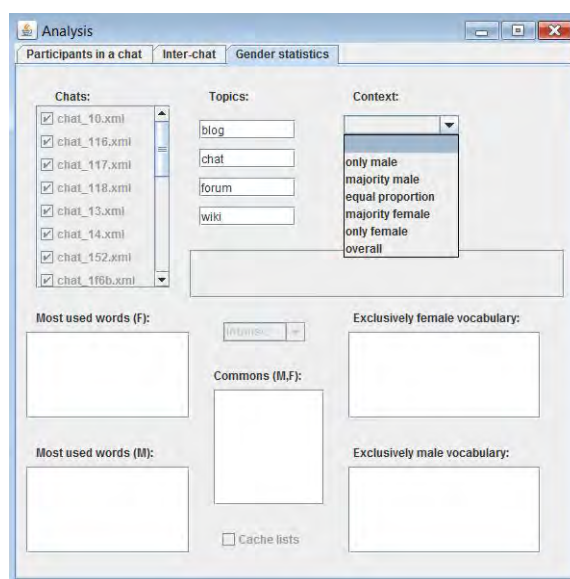 Analysis
Participants in a chat
Inter-chat
Gender statistics
Chats:
Topics:
Context:
chat_10.xml
chat_116.xml
chat_117.xml
chat_118.xml
chat_13.xml
chat_14.xml
chat_152.xml
chat_1f6b.xml
blog
chat
forum
wiki
only male
majority male
equal proportion
majority female
only female
overall
Most used words (F):
Exclusively female vocabulary:
Commons (M,F):
Most used words (M):
Exclusively male vocabulary:
Cache lists